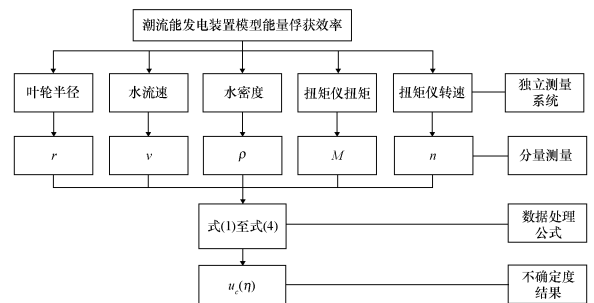 潮流能发电装置模型能量俘获效率
叶轮半径
水流速
水密度
扭矩仪扭矩
扭矩仪转速
独立测量
系统
r
v
ρ
M
n
分量测量
式(1)至式(4)
数据处理
公式
uc(η)
不确定度
结果